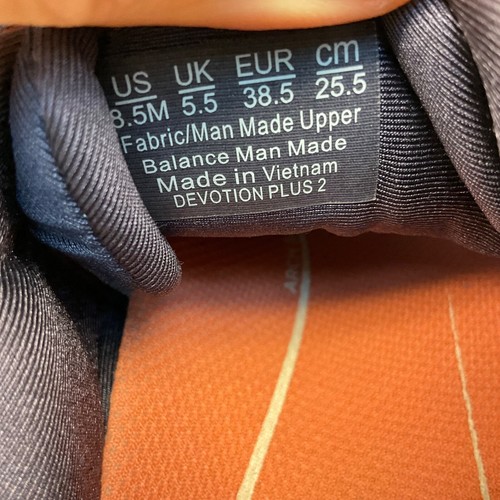 US UK EUR cm
8.5M 5.5 38.5 25.5
Fabric/Man Made Upper
Balance Man Made
Made in Vietnam
DEVOTION PLUS 2